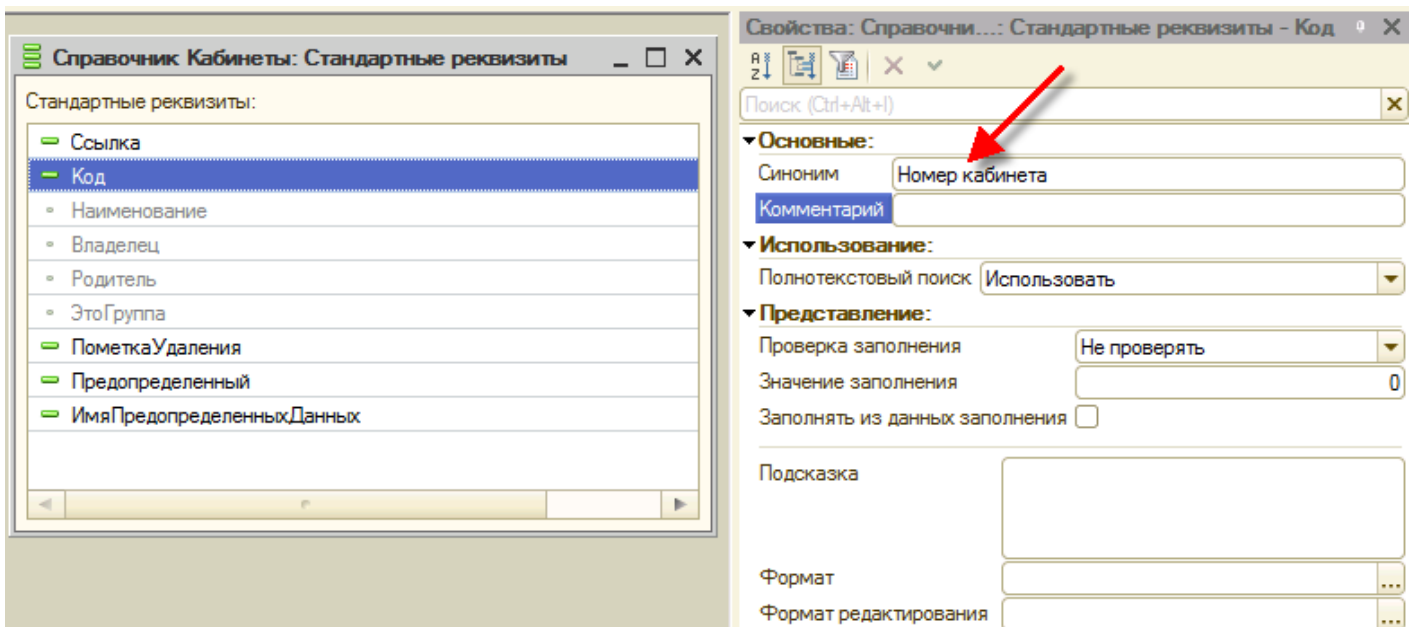 Справочник Кабинеты: Стандартные реквизиты
Стандартные реквизиты:
Ссылка
Код
Наименование
Владелец
Родитель
ЭтоГруппа
ПометкаУдаления
Предопределенный
ИмяПредопределенныхДанных
Свойства: Справочни...: Стандартные реквизиты - Код
Поиск (Ctrl+Alt+I)
Основные:
Синоним Номер кабинета
Комментарий
Использование:
Полнотекстовый поиск Использовать
Представление:
Проверка заполнения Не проверять
Значение заполнения 0
Заполнять из данных заполнения
Подсказка
Формат ...
Формат редактирования ...